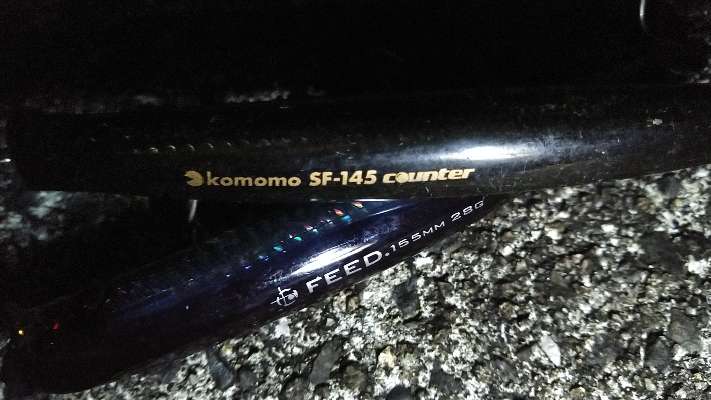 komomo SF-145 counter
FEED.155MM 28G